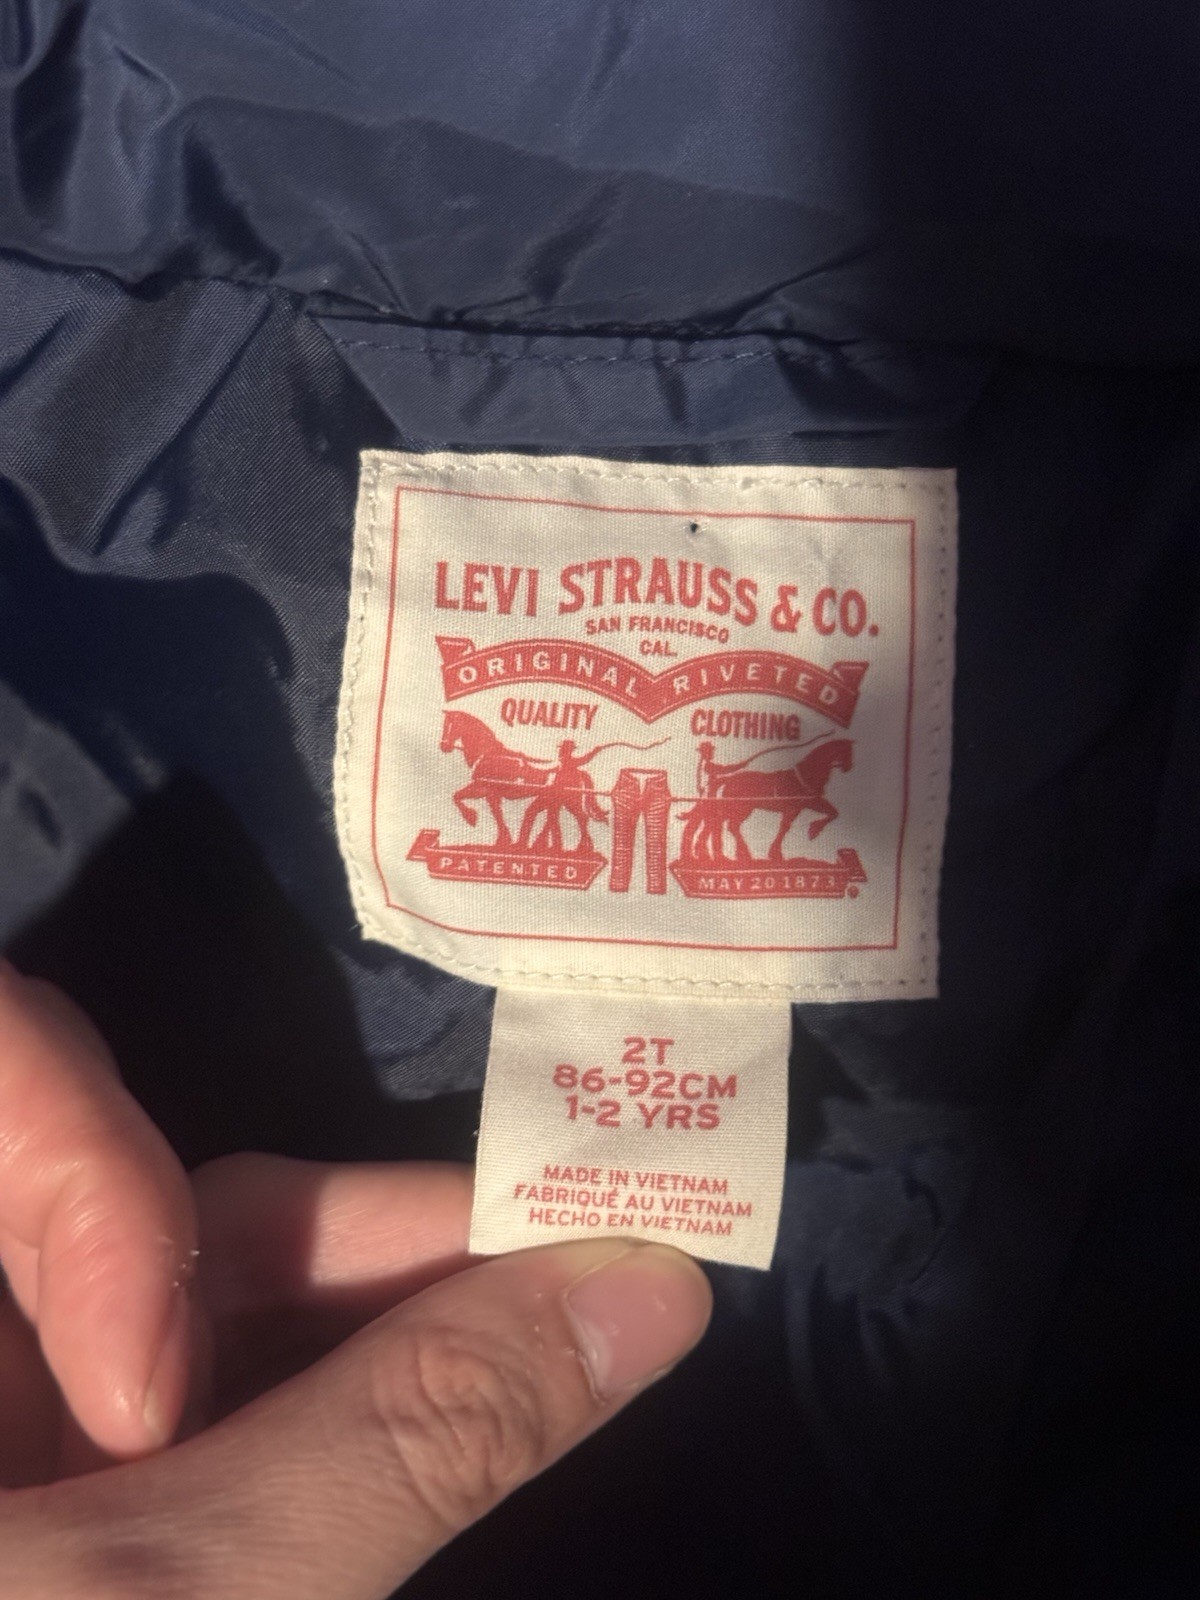 LEVI STRAUSS & CO.
SAN FRANCISCO
CAL.
ORIGINAL RIVETED
QUALITY CLOTHING
PATENTED MAY 20 1873
®
2T
86-92CM
1-2 YRS
MADE IN VIETNAM
FABRIQUÉ AU VIETNAM
HECHO EN VIETNAM